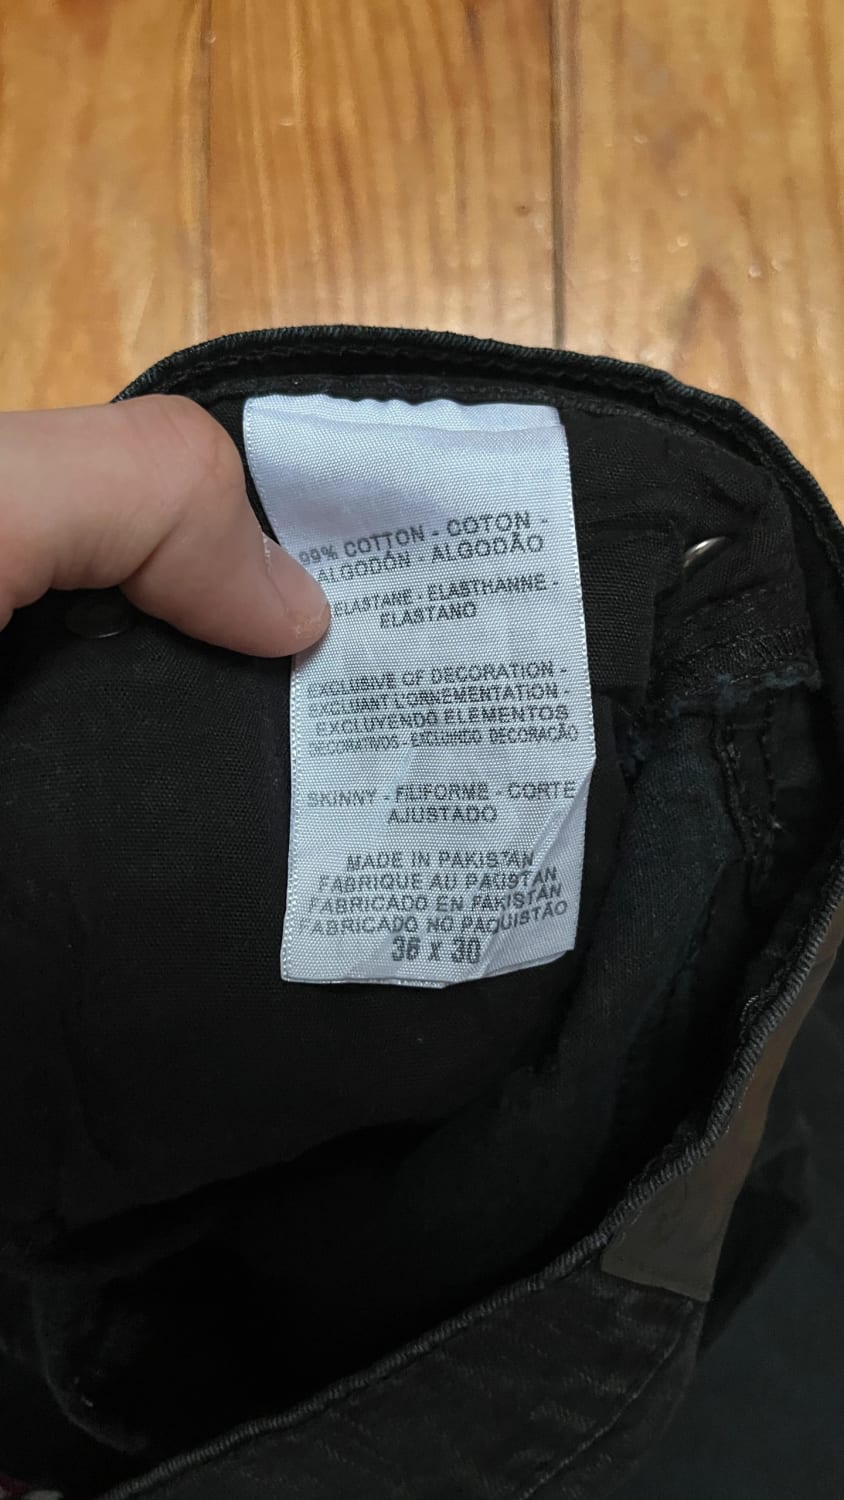 99% COTTON - COTON -
ALGODÓN - ALGODÃO
ELASTANE - ELASTHANNE -
ELASTANO
EXCLUSIVE OF DECORATION -
EXCLUANT L'ORNEMENTATION -
EXCLUYENDO ELEMENTOS
DECORATIVOS - EXCLUINDO DECORAÇÃO
SKINNY - FILIFORME - CORTE
AJUSTADO
MADE IN PAKISTAN
FABRIQUE AU PAKISTAN
FABRICADO EN PAKISTÁN
FABRICADO NO PAQUISTÃO
36 X 30